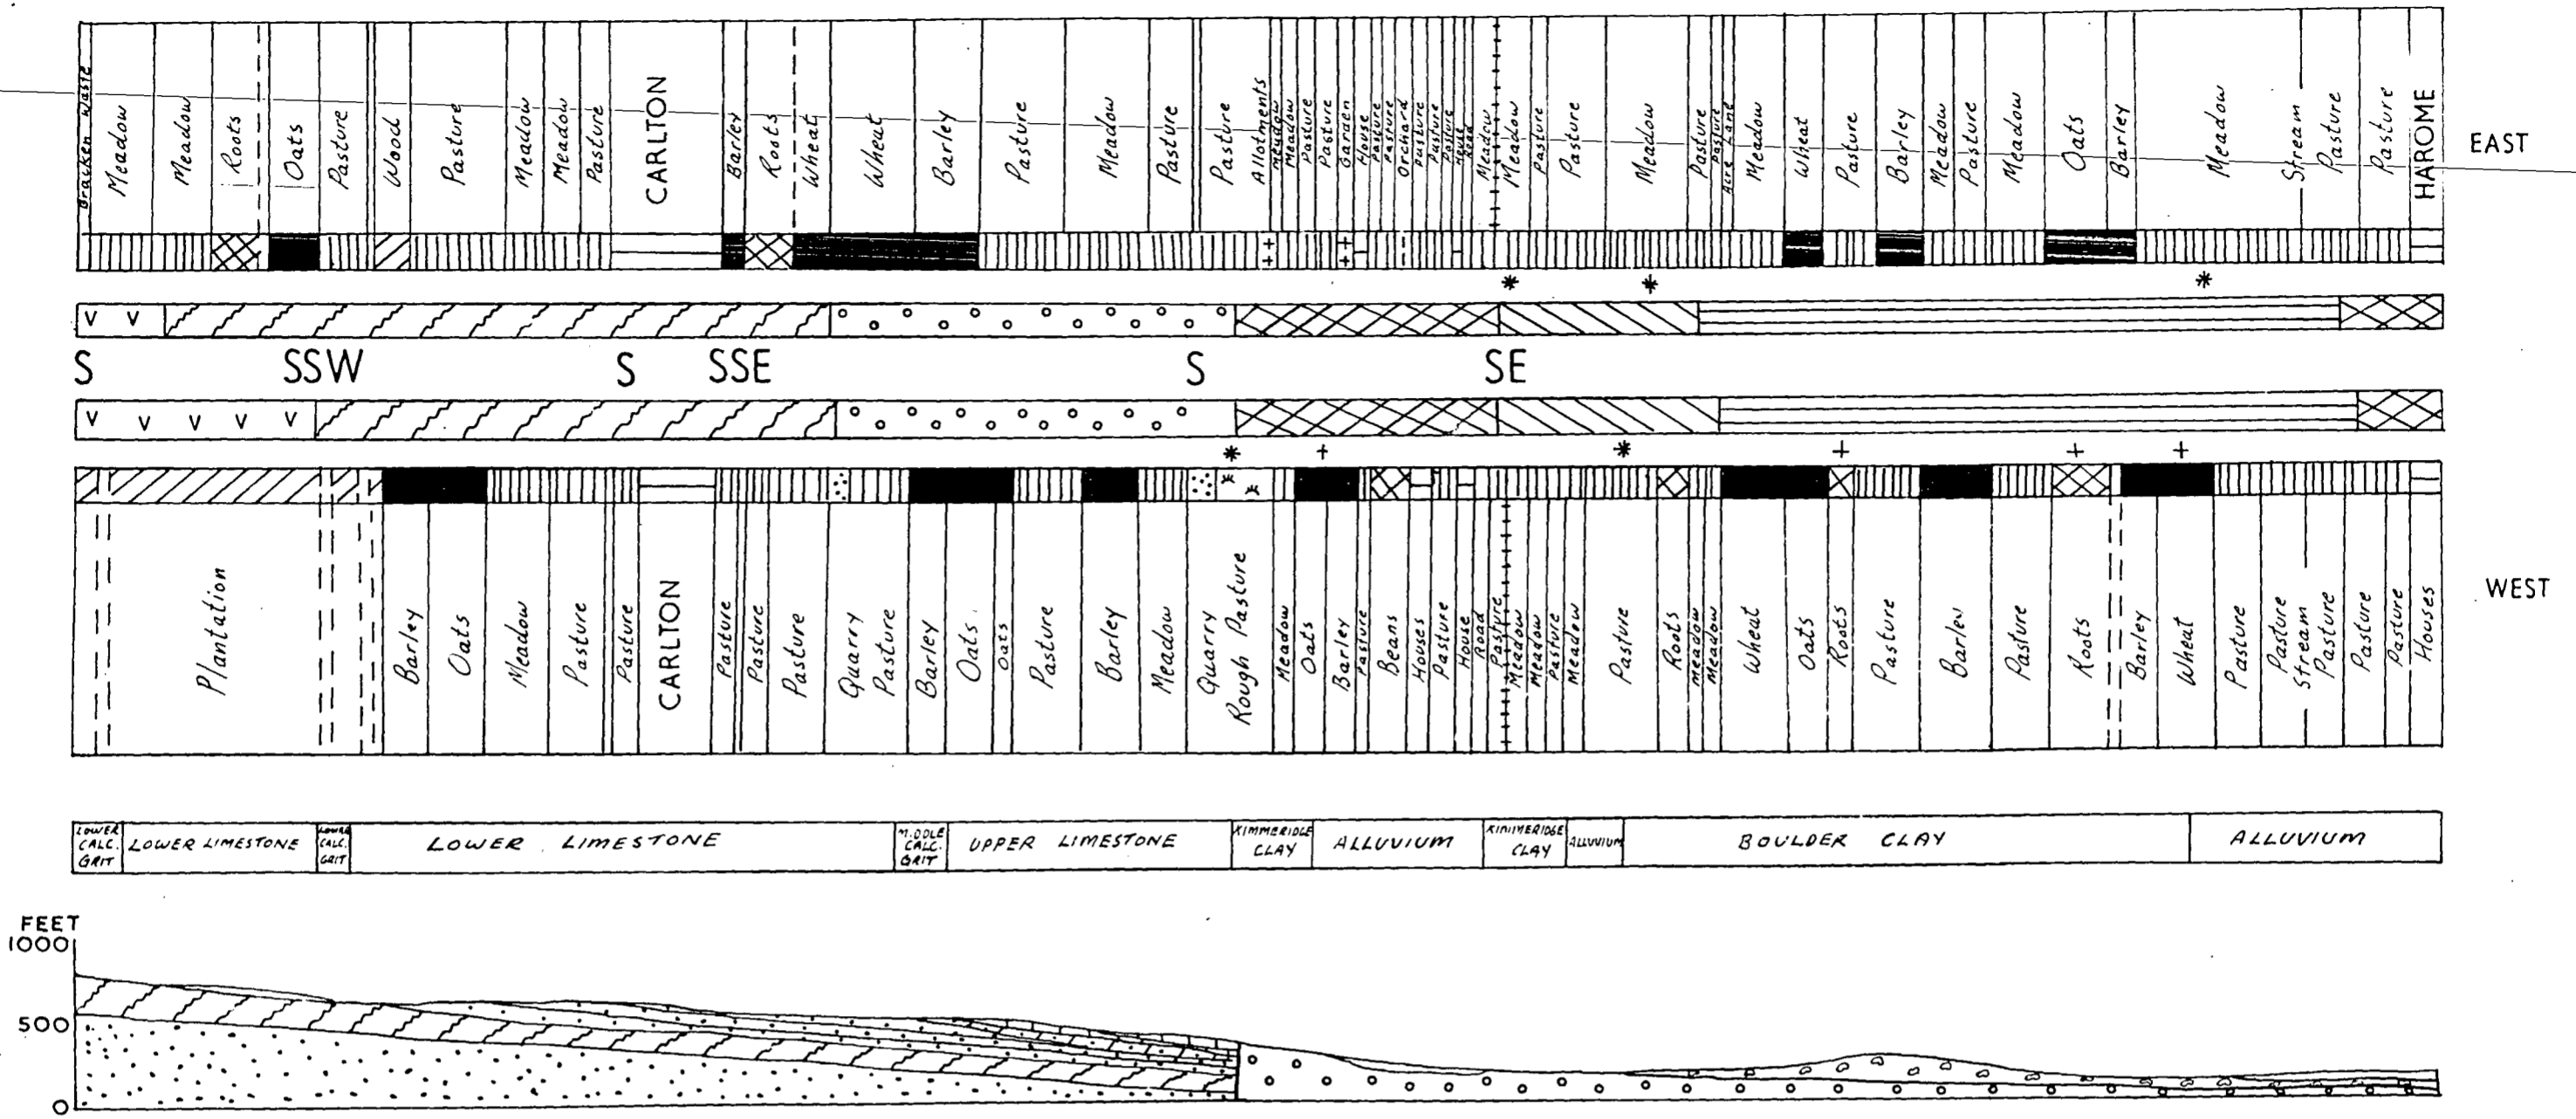 Bracken Waste
Meadow
Meadow
Roots
Oats
Pasture
Wood
Pasture
Meadow
Meadow
Pasture
CARLTON
Barley
Roots
Wheat
Wheat
Barley
Pasture
Meadow
Pasture
Pasture
Allotments
Meadow
Meadow
Pasture
Pasture
Garden
House
Pasture
Pasture
Orchard
Pasture
Pasture
Pasture
House
Road
Meadow
Meadow
Pasture
Pasture
Meadow
Pasture
Pasture
Acre Lane
Meadow
Wheat
Pasture
Barley
Meadow
Pasture
Meadow
Oats
Barley
Meadow
Stream
Pasture
Pasture
HAROME
EAST
S SSW S SSE S SE
Plantation
Barley
Oats
Meadow
Pasture
Pasture
CARLTON
Pasture
Pasture
Pasture
Quarry
Pasture
Barley
Oats
Oats
Pasture
Barley
Meadow
Quarry
Rough Pasture
Meadow
Oats
Barley
Pasture
Beans
Houses
Pasture
House
Road
Pasture
Meadow
Meadow
Pasture
Meadow
Pasture
Roots
Meadow
Meadow
Wheat
Oats
Roots
Pasture
Barley
Pasture
Roots
Barley
Wheat
Pasture
Pasture
Stream
Pasture
Pasture
Pasture
Houses
WEST
LOWER
CALC.
GRIT
LOWER LIMESTONE
LOWER
CALC.
GRIT
LOWER LIMESTONE
MIDDLE
CALC.
GRIT
UPPER LIMESTONE
KIMMERIDGE
CLAY
ALLUVIUM
KIMMERIDGE
CLAY
ALLUVIUM
BOULDER CLAY
ALLUVIUM
FEET
1000
500
0